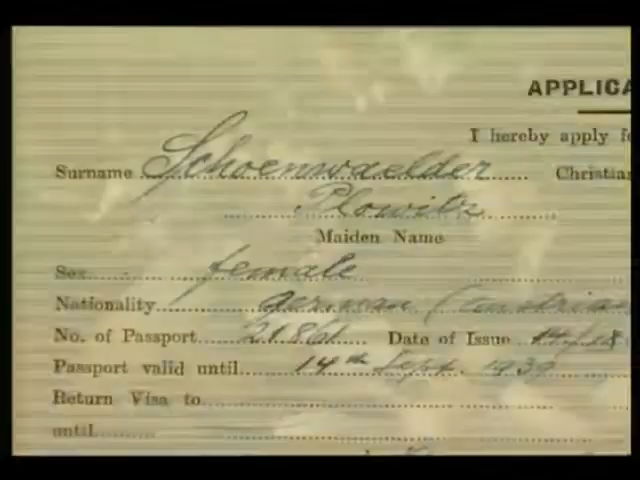 APPLICA
I hereby apply fo
Surname Schoenwaelder Christian
Plowitz
Maiden Name
Sex female
Nationality german (austrian
No. of Passport 2186 Date of Issue
Passport valid until 14th Sept. 1939
Return Visa to
until